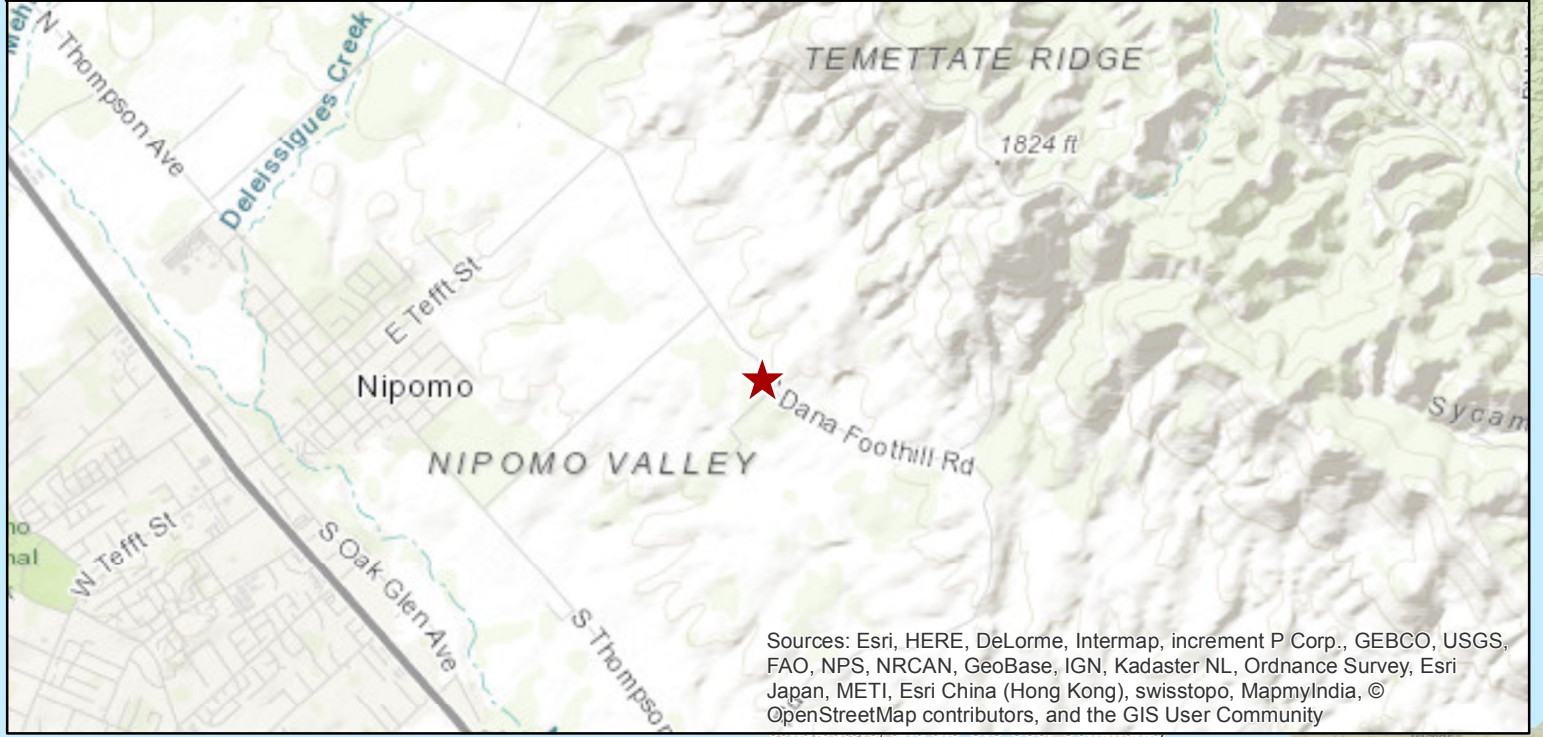 N Thompson Ave
Deleissigues Creek
TEMETTATE RIDGE
1824 ft
E Tefft St
Nipomo
Dana Foothill Rd
NIPOMO VALLEY
W Tefft St
S Oak Glen Ave
S Thompson
Sources: Esri, HERE, DeLorme, Intermap, increment P Corp., GEBCO, USGS,
FAO, NPS, NRCAN, GeoBase, IGN, Kadaster NL, Ordnance Survey, Esri
Japan, METI, Esri China (Hong Kong), swisstopo, MapmyIndia, ©
OpenStreetMap contributors, and the GIS User Community